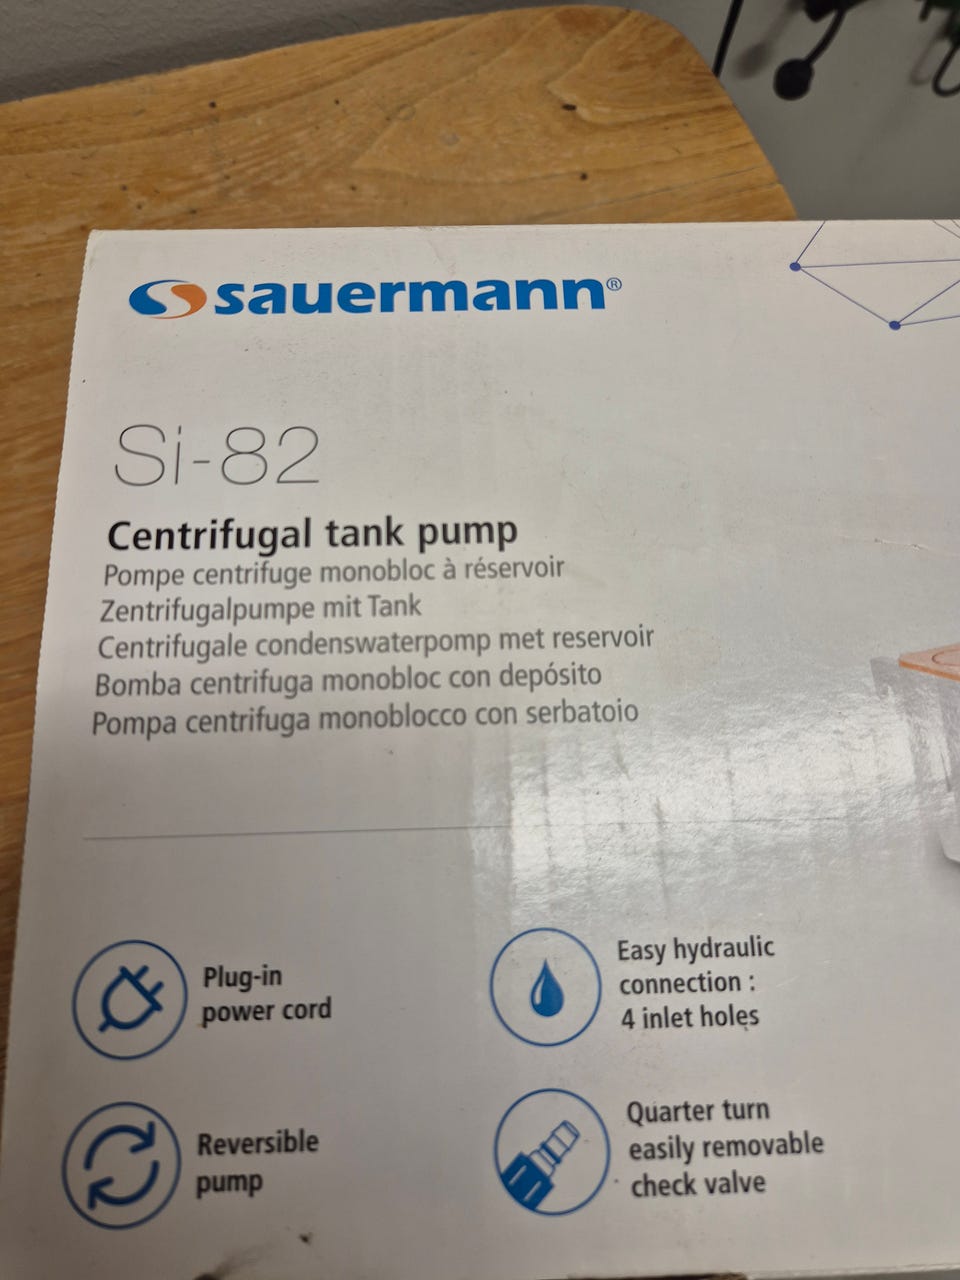 sauermann®
Si-82
Centrifugal tank pump
Pompe centrifuge monobloc à réservoir
Zentrifugalpumpe mit Tank
Centrifugale condenswaterpomp met reservoir
Bomba centrifuga monobloc con depósito
Pompa centrifuga monoblocco con serbatoio
Plug-in
power cord
Easy hydraulic
connection :
4 inlet holes
Reversible
pump
Quarter turn
easily removable
check valve